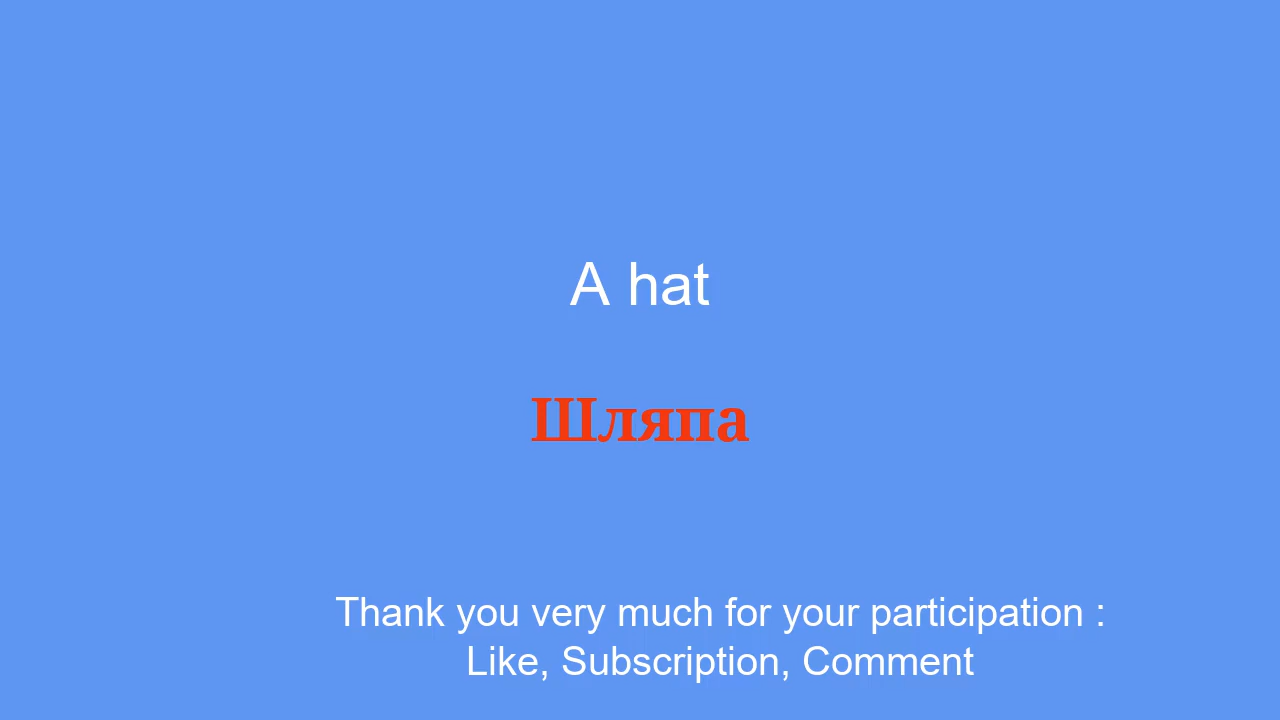 A hat
Шляпа
Thank you very much for your participation :
Like, Subscription, Comment